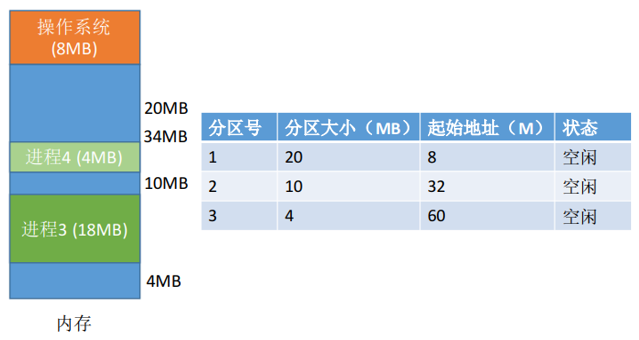 操作系统
(8MB)
20MB
34MB
进程4 (4MB)
10MB
进程3 (18MB)
4MB
内存
分区号 分区大小（MB） 起始地址（M） 状态
1 20 8 空闲
2 10 32 空闲
3 4 60 空闲